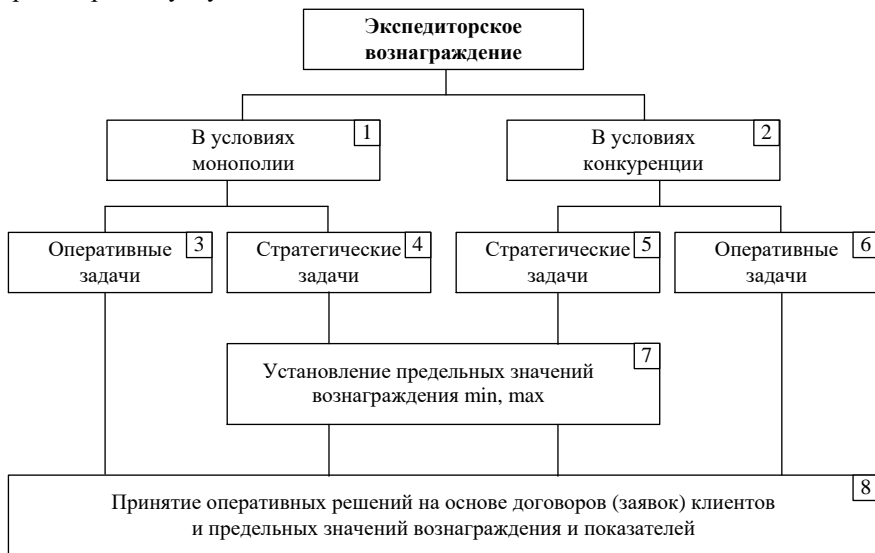 Экспедиторское
вознаграждение
В условиях
монополии
1
В условиях
конкуренции
2
Оперативные
задачи
3
Стратегические
задачи
4
Стратегические
задачи
5
Оперативные
задачи
6
Установление предельных значений
вознаграждения min, max
7
Принятие оперативных решений на основе договоров (заявок) клиентов
и предельных значений вознаграждения и показателей
8